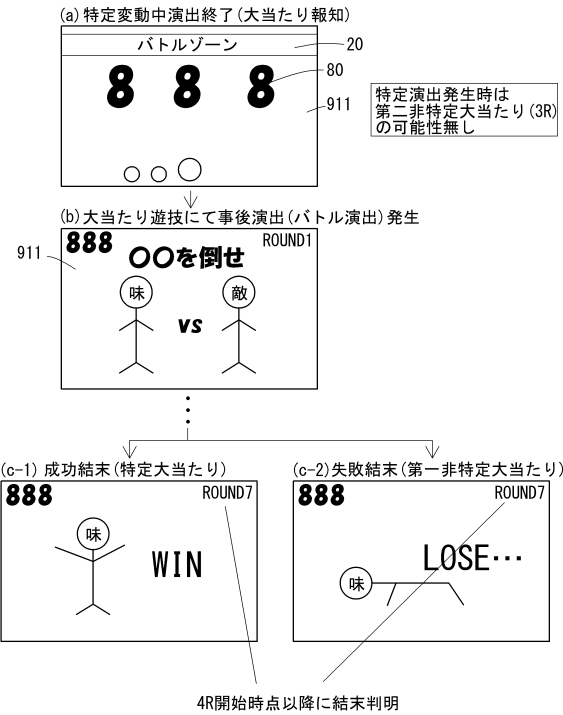 (a)特定変動中演出終了(大当たり報知)
バトルゾーン
20
8 8 8
80
911
特定演出発生時は
第二非特定大当たり(3R)
の可能性無し
(b)大当たり遊技にて事後演出(バトル演出)発生
888
ROUND1
911
〇〇を倒せ
味
敵
VS
(c-1)成功結末(特定大当たり)
888
ROUND7
味
WIN
(c-2)失敗結末(第一非特定大当たり)
888
ROUND7
LOSE…
味
4R開始時点以降に結末判明